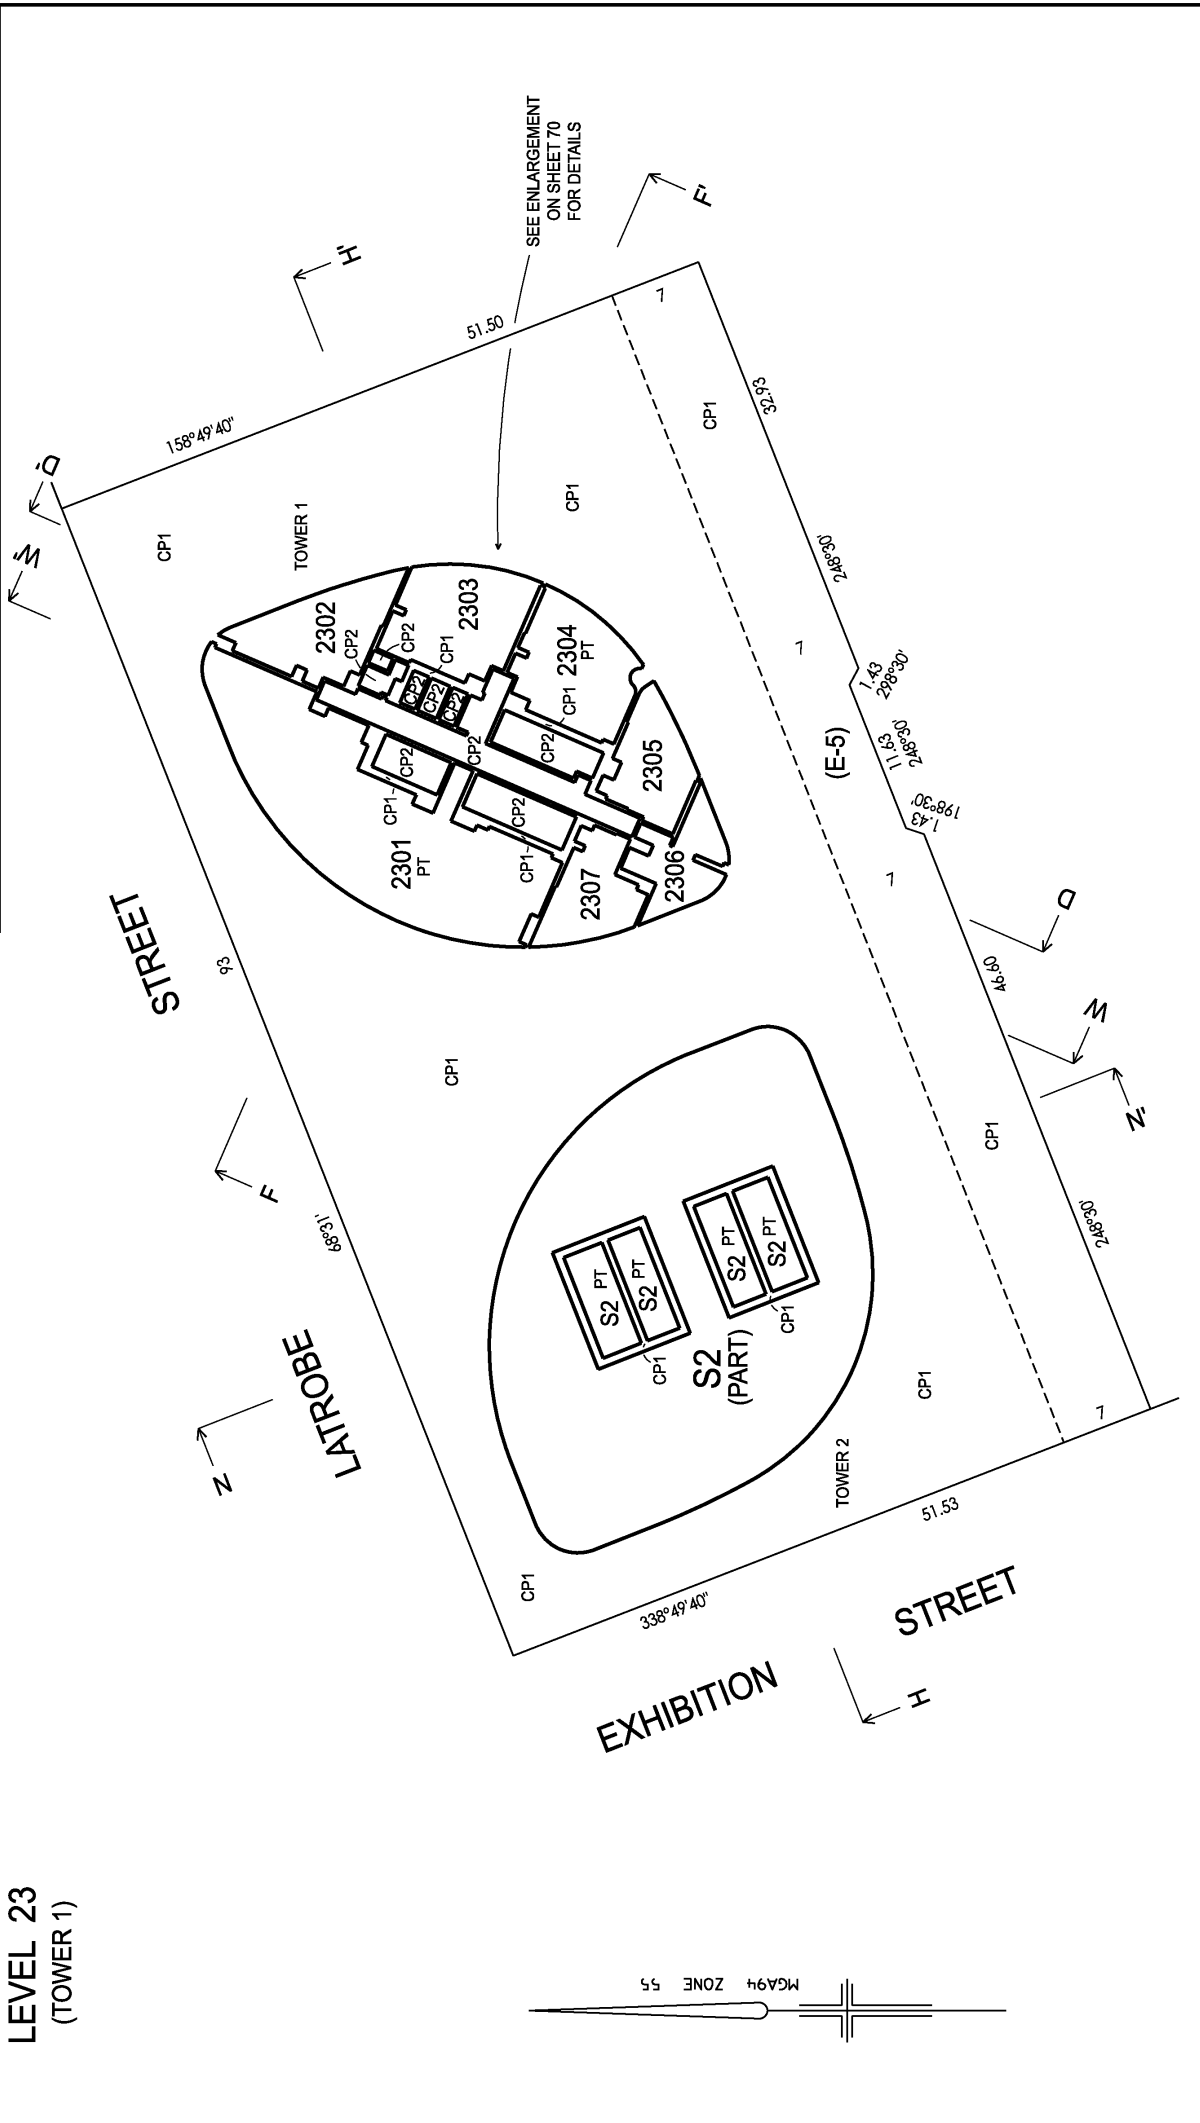 LEVEL 23
(TOWER 1)
LATROBE
STREET
EXHIBITION
STREET
MGA94 ZONE 55
SEE ENLARGEMENT
ON SHEET 70
FOR DETAILS
TOWER 1
TOWER 2
158°49'40"
51.50
93
68°31'
338°49'40"
51.53
32.93
248°30'
1.43
298°30'
11.63
248°30'
1.43
198°30'
46.60
248°30'
(E-5)
7
7
7
7
2301
PT
2302
2303
2304
PT
2305
2306
2307
CP2
CP2
CP2
CP2
CP2
CP2
CP2
CP2
CP2
CP1
CP1
CP1
CP1
CP1
CP1
CP1
CP1
CP1
CP1
CP1
CP1
CP1
S2
(PART)
S2 PT
S2 PT
S2 PT
S2 PT
D'
W'
H'
F'
D
W
N'
F
N
H